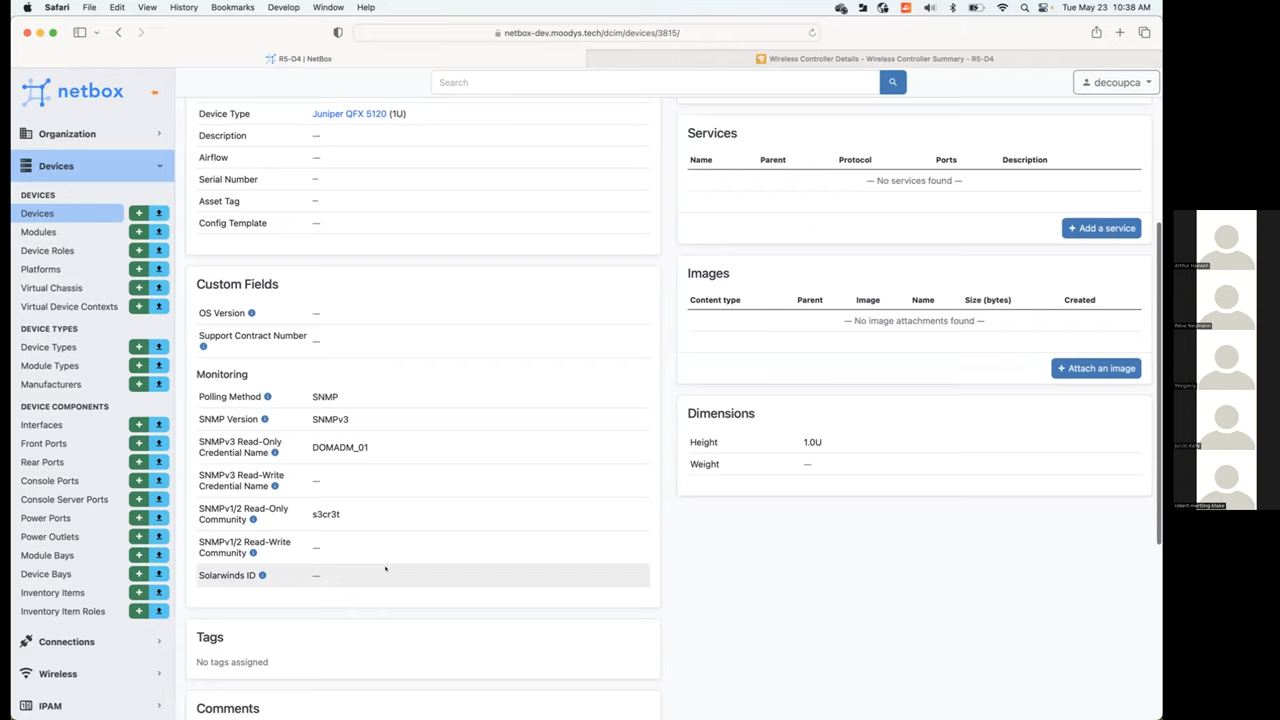 Safari File Edit View History Bookmarks Develop Window Help Tue May 23 10:38 AM
netbox-dev.moodys.tech/dcim/devices/3815/
R5-D4 | NetBox
Wireless Controller Details - Wireless Controller Summary - R5-D4
netbox
Search
decoupca
Organization
Devices
DEVICES
Devices
Modules
Device Roles
Platforms
Virtual Chassis
Virtual Device Contexts
DEVICE TYPES
Device Types
Module Types
Manufacturers
DEVICE COMPONENTS
Interfaces
Front Ports
Rear Ports
Console Ports
Console Server Ports
Power Ports
Power Outlets
Module Bays
Device Bays
Inventory Items
Inventory Item Roles
Connections
Wireless
IPAM
Device Type Juniper QFX 5120 (1U)
Description —
Airflow —
Serial Number —
Asset Tag —
Config Template —
Custom Fields
OS Version —
Support Contract Number —
Monitoring
Polling Method SNMP
SNMP Version SNMPv3
SNMPv3 Read-Only
Credential Name DOMADM_01
SNMPv3 Read-Write
Credential Name —
SNMPv1/2 Read-Only
Community s3cr3t
SNMPv1/2 Read-Write
Community —
Solarwinds ID —
Tags
No tags assigned
Comments
Services
Name Parent Protocol Ports Description
— No services found —
+ Add a service
Images
Content type Parent Image Name Size (bytes) Created
— No image attachments found —
+ Attach an image
Dimensions
Height 1.0U
Weight —
robert.mertling-blake